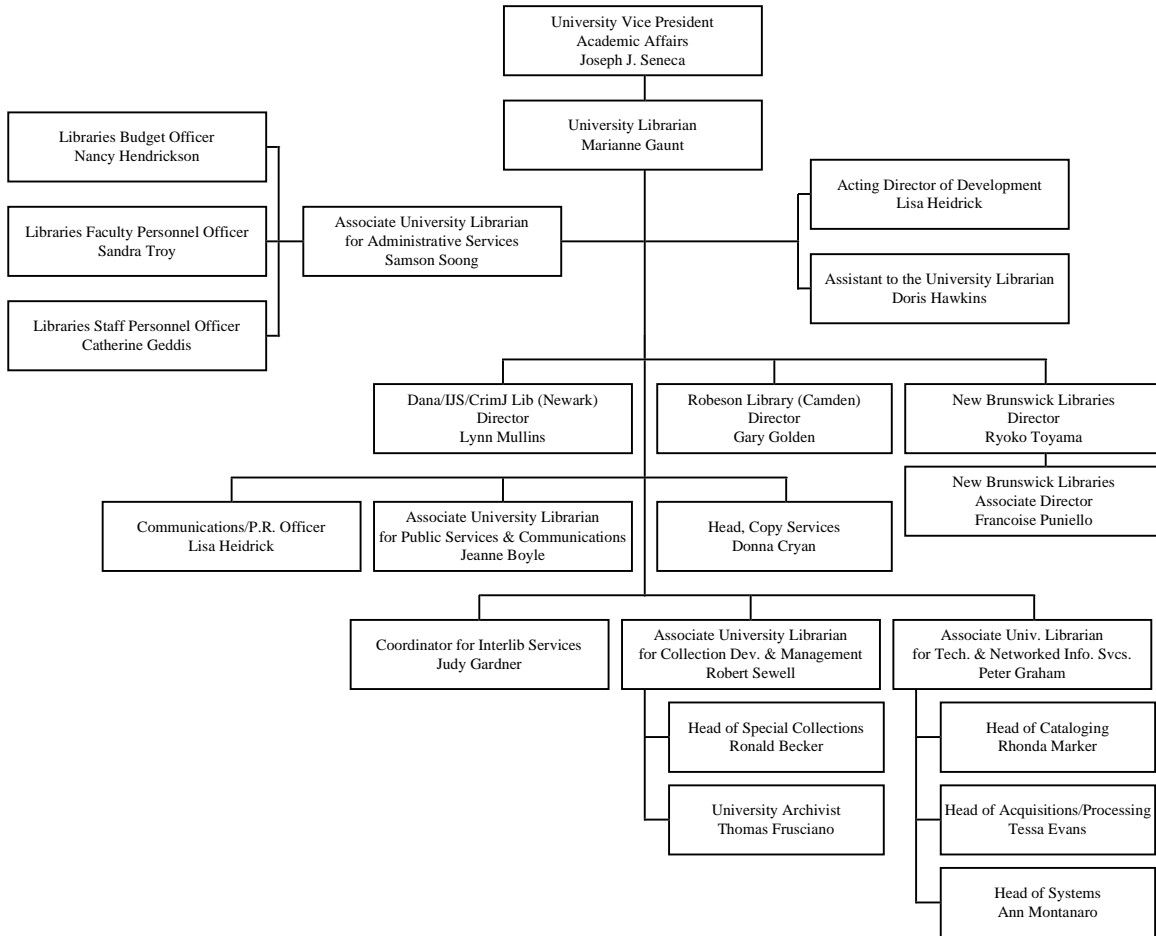 University Vice President
Academic Affairs
Joseph J. Seneca
University Librarian
Marianne Gaunt
Libraries Budget Officer
Nancy Hendrickson
Libraries Faculty Personnel Officer
Sandra Troy
Libraries Staff Personnel Officer
Catherine Geddis
Associate University Librarian
for Administrative Services
Samson Soong
Acting Director of Development
Lisa Heidrick
Assistant to the University Librarian
Doris Hawkins
Dana/IJS/CrimJ Lib (Newark)
Director
Lynn Mullins
Robeson Library (Camden)
Director
Gary Golden
New Brunswick Libraries
Director
Ryoko Toyama
New Brunswick Libraries
Associate Director
Francoise Puniello
Communications/P.R. Officer
Lisa Heidrick
Associate University Librarian
for Public Services & Communications
Jeanne Boyle
Head, Copy Services
Donna Cryan
Coordinator for Interlib Services
Judy Gardner
Associate University Librarian
for Collection Dev. & Management
Robert Sewell
Head of Special Collections
Ronald Becker
University Archivist
Thomas Frusciano
Associate Univ. Librarian
for Tech. & Networked Info. Svcs.
Peter Graham
Head of Cataloging
Rhonda Marker
Head of Acquisitions/Processing
Tessa Evans
Head of Systems
Ann Montanaro